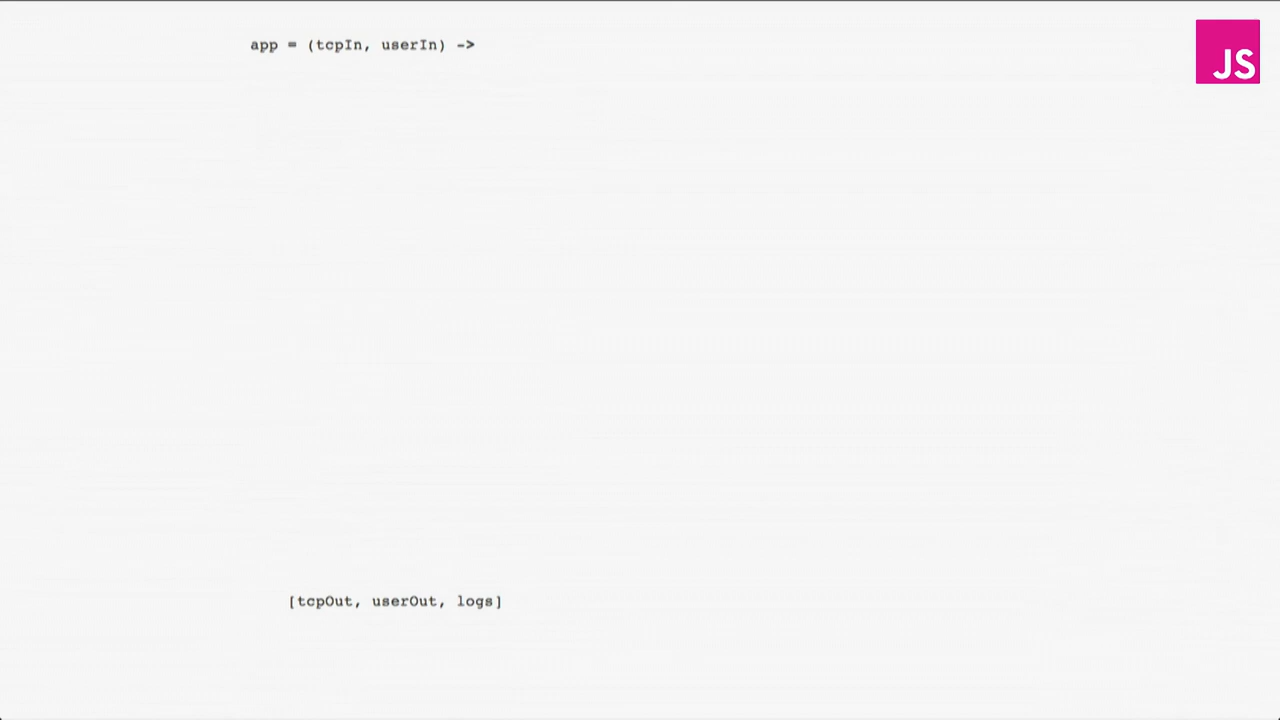 app = (tcpIn, userIn) ->
JS
[tcpOut, userOut, logs]